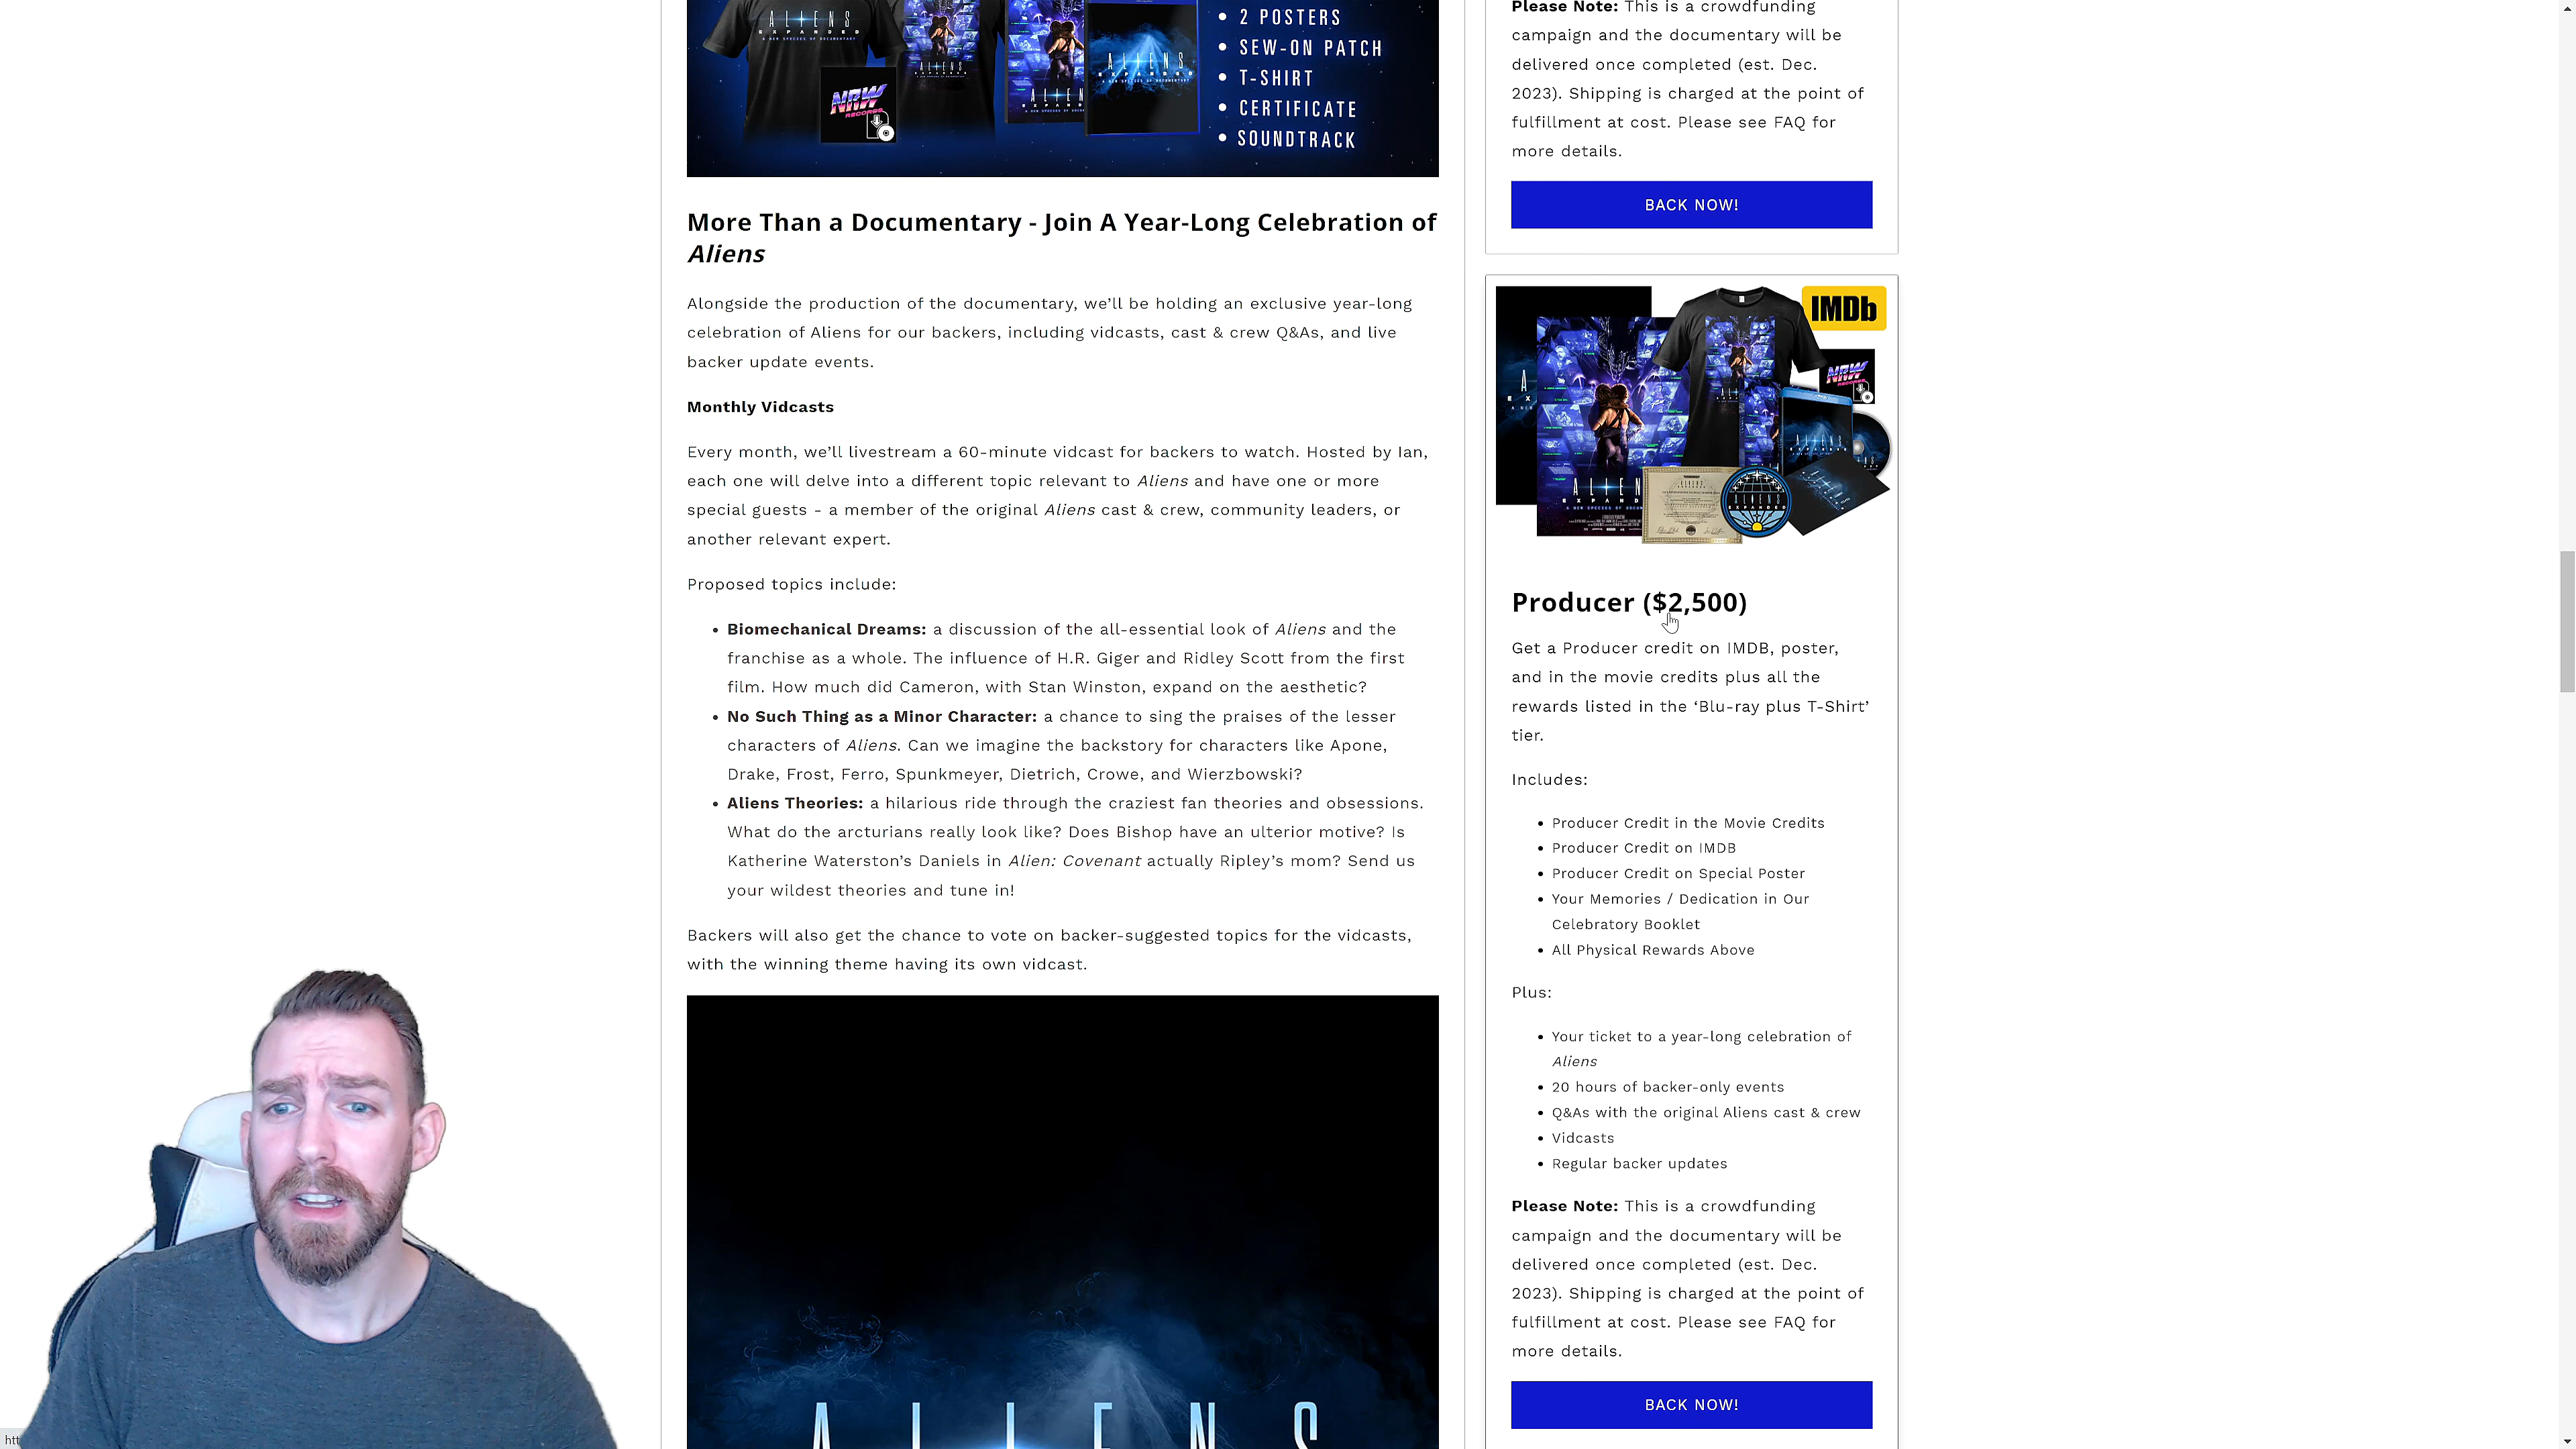 ALIENS
EXPANDED
A NEW SPECIES OF DOCUMENTARY
NRW
RECORDS
ALIENS
EXPANDED
• 2 POSTERS
• SEW-ON PATCH
• T-SHIRT
• CERTIFICATE
• SOUNDTRACK
More Than a Documentary - Join A Year-Long Celebration of
Aliens
Alongside the production of the documentary, we’ll be holding an exclusive year-long
celebration of Aliens for our backers, including vidcasts, cast & crew Q&As, and live
backer update events.
Monthly Vidcasts
Every month, we’ll livestream a 60-minute vidcast for backers to watch. Hosted by Ian,
each one will delve into a different topic relevant to Aliens and have one or more
special guests - a member of the original Aliens cast & crew, community leaders, or
another relevant expert.
Proposed topics include:
• Biomechanical Dreams: a discussion of the all-essential look of Aliens and the
franchise as a whole. The influence of H.R. Giger and Ridley Scott from the first
film. How much did Cameron, with Stan Winston, expand on the aesthetic?
• No Such Thing as a Minor Character: a chance to sing the praises of the lesser
characters of Aliens. Can we imagine the backstory for characters like Apone,
Drake, Frost, Ferro, Spunkmeyer, Dietrich, Crowe, and Wierzbowski?
• Aliens Theories: a hilarious ride through the craziest fan theories and obsessions.
What do the arcturians really look like? Does Bishop have an ulterior motive? Is
Katherine Waterston’s Daniels in Alien: Covenant actually Ripley’s mom? Send us
your wildest theories and tune in!
Backers will also get the chance to vote on backer-suggested topics for the vidcasts,
with the winning theme having its own vidcast.
ALIENS
Please Note: This is a crowdfunding
campaign and the documentary will be
delivered once completed (est. Dec.
2023). Shipping is charged at the point of
fulfillment at cost. Please see FAQ for
more details.
BACK NOW!
IMDb
NRW
ALIENS
Producer ($2,500)
Get a Producer credit on IMDB, poster,
and in the movie credits plus all the
rewards listed in the ‘Blu-ray plus T-Shirt’
tier.
Includes:
• Producer Credit in the Movie Credits
• Producer Credit on IMDB
• Producer Credit on Special Poster
• Your Memories / Dedication in Our
Celebratory Booklet
• All Physical Rewards Above
Plus:
• Your ticket to a year-long celebration of
Aliens
• 20 hours of backer-only events
• Q&As with the original Aliens cast & crew
• Vidcasts
• Regular backer updates
Please Note: This is a crowdfunding
campaign and the documentary will be
delivered once completed (est. Dec.
2023). Shipping is charged at the point of
fulfillment at cost. Please see FAQ for
more details.
BACK NOW!
htt